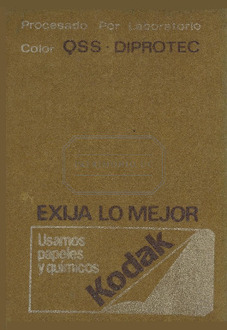 Procesado Por Laboratorio
Color QSS · DIPROTEC
EXIJA LO MEJOR
Usamos
papeles
y químicos
Kodak